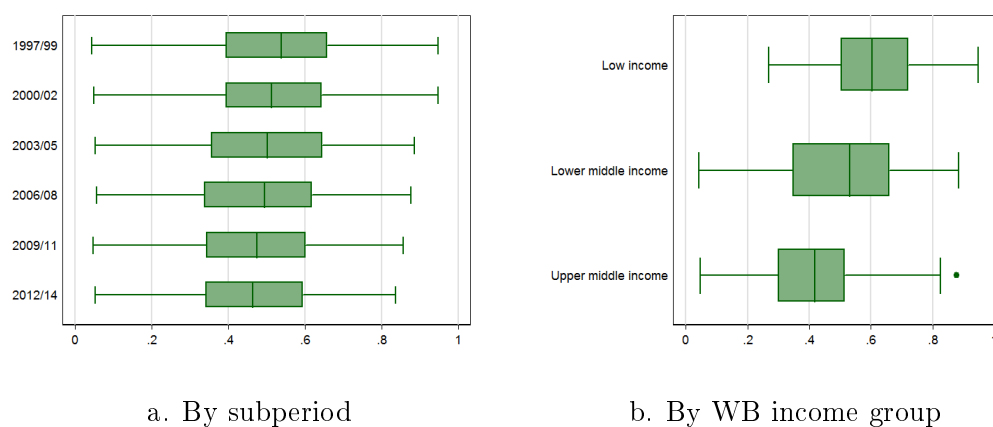 1997/99
2000/02
2003/05
2006/08
2009/11
2012/14
0 .2 .4 .6 .8 1
a. By subperiod
Low income
Lower middle income
Upper middle income
0 .2 .4 .6 .8
b. By WB income group